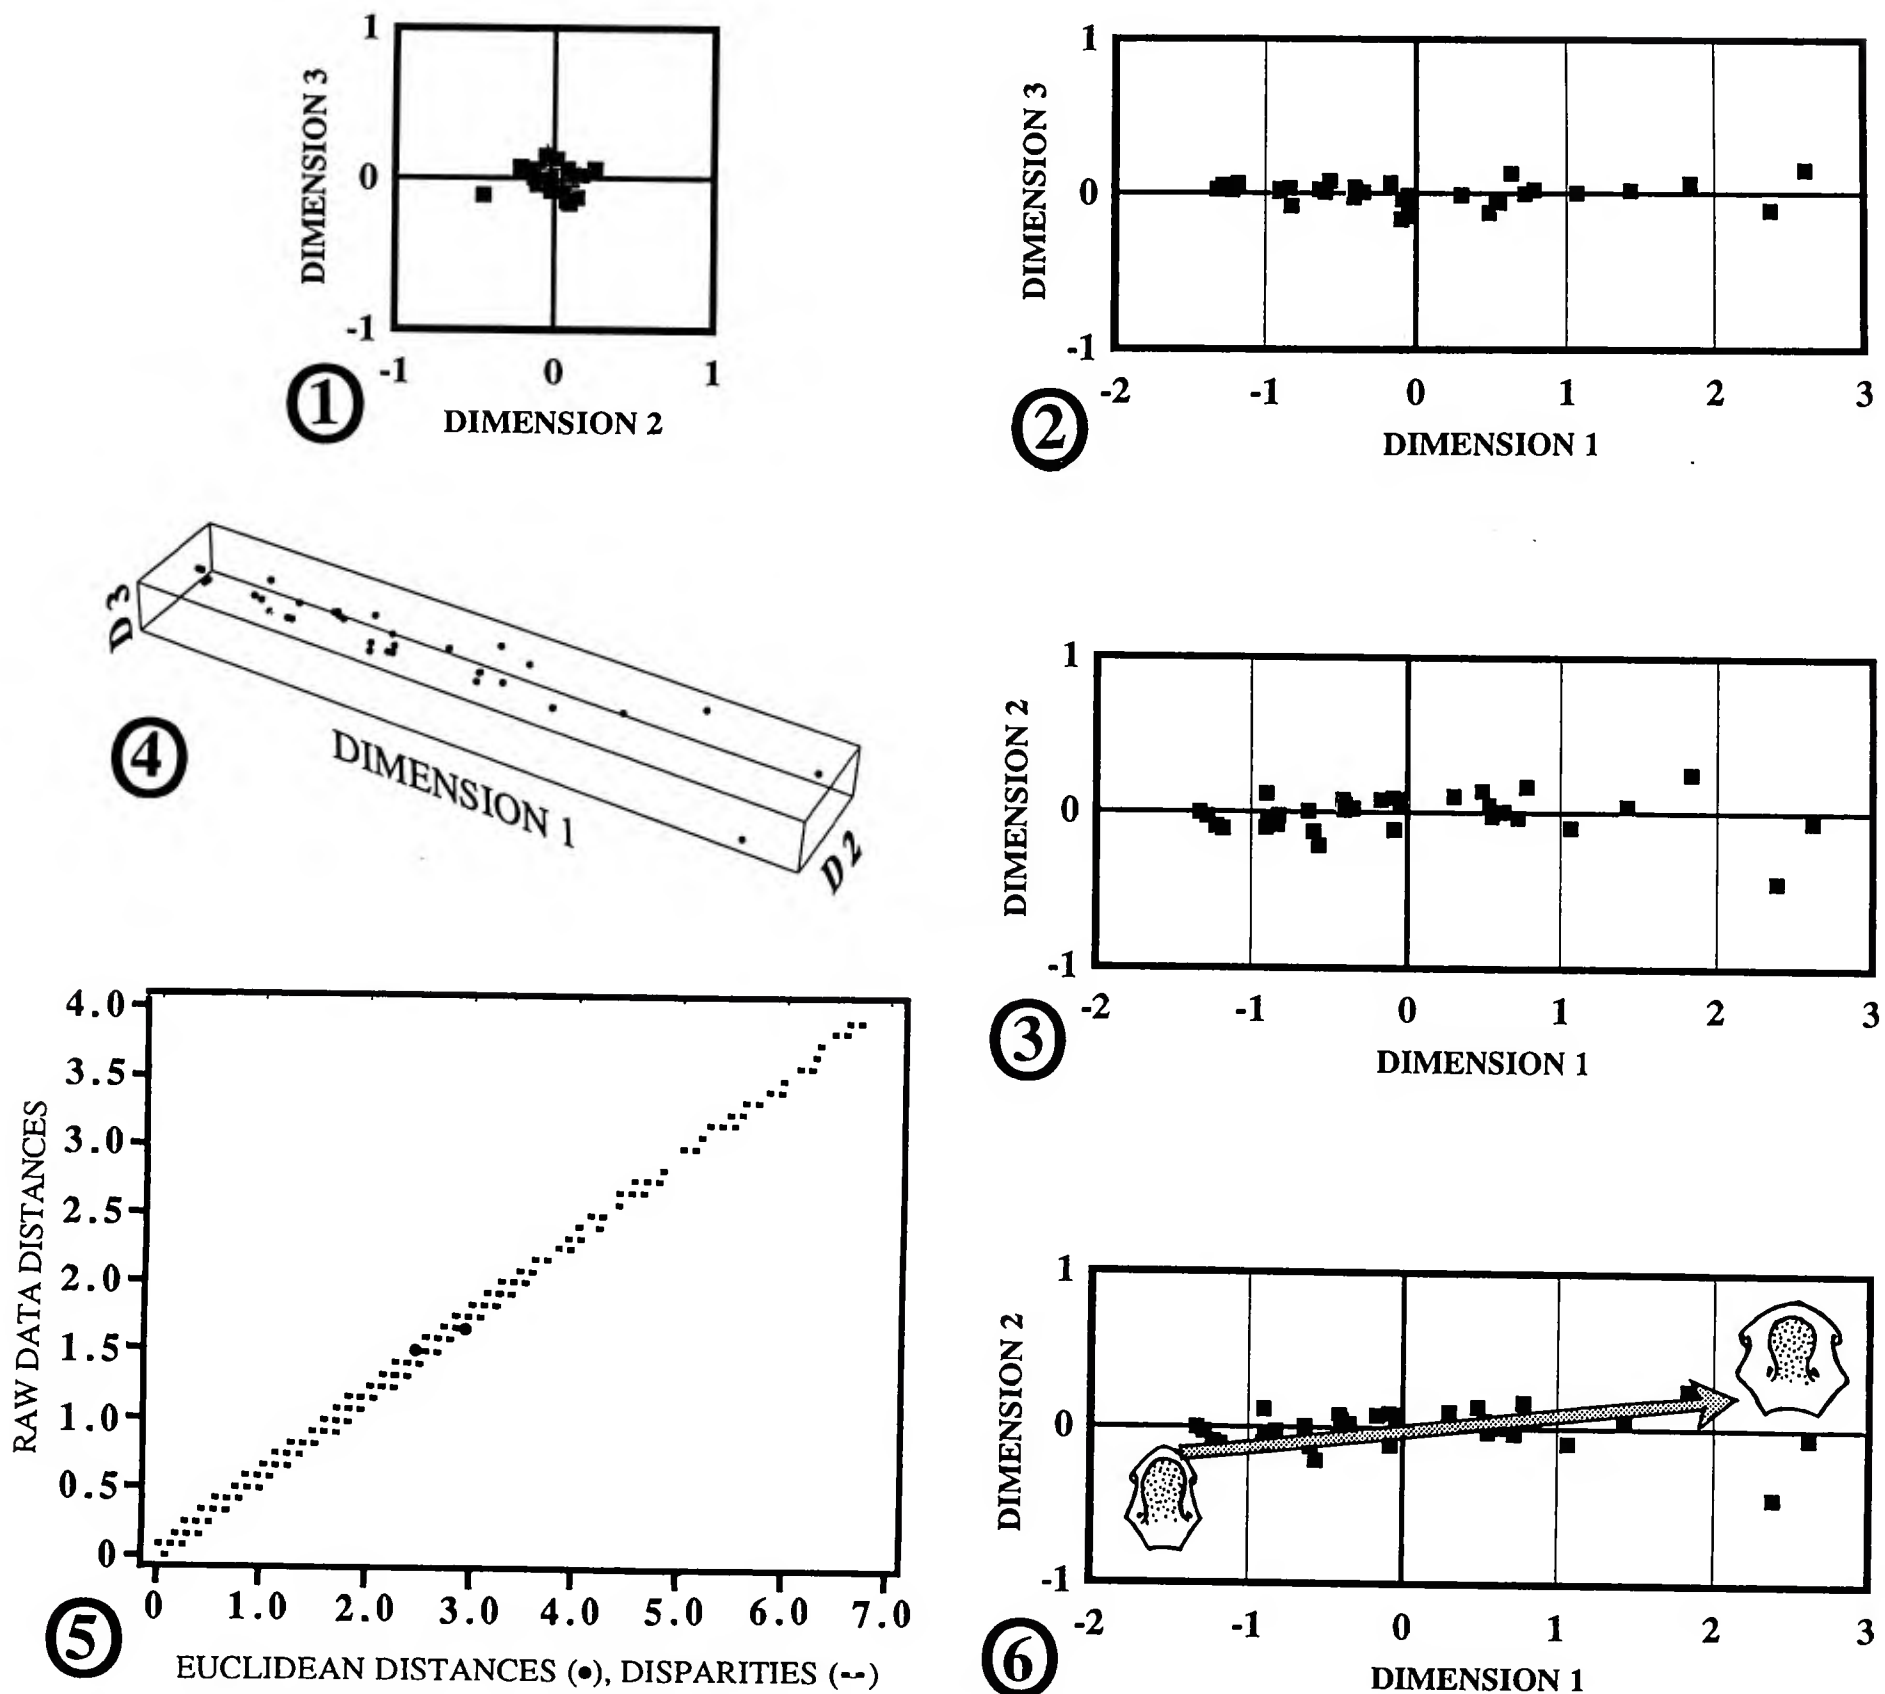 1
DIMENSION 3
0
-1
-1 0 1
DIMENSION 2
1
1
DIMENSION 3
0
-1
-2 -1 0 1 2 3
DIMENSION 1
2
D 3
DIMENSION 1
D 2
4
1
DIMENSION 2
0
-1
-2 -1 0 1 2 3
DIMENSION 1
3
4.0
3.5
3.0
2.5
2.0
1.5
1.0
0.5
0
RAW DATA DISTANCES
0 1.0 2.0 3.0 4.0 5.0 6.0 7.0
EUCLIDEAN DISTANCES (●), DISPARITIES (--)
5
1
DIMENSION 2
0
-1
-2 -1 0 1 2 3
DIMENSION 1
6